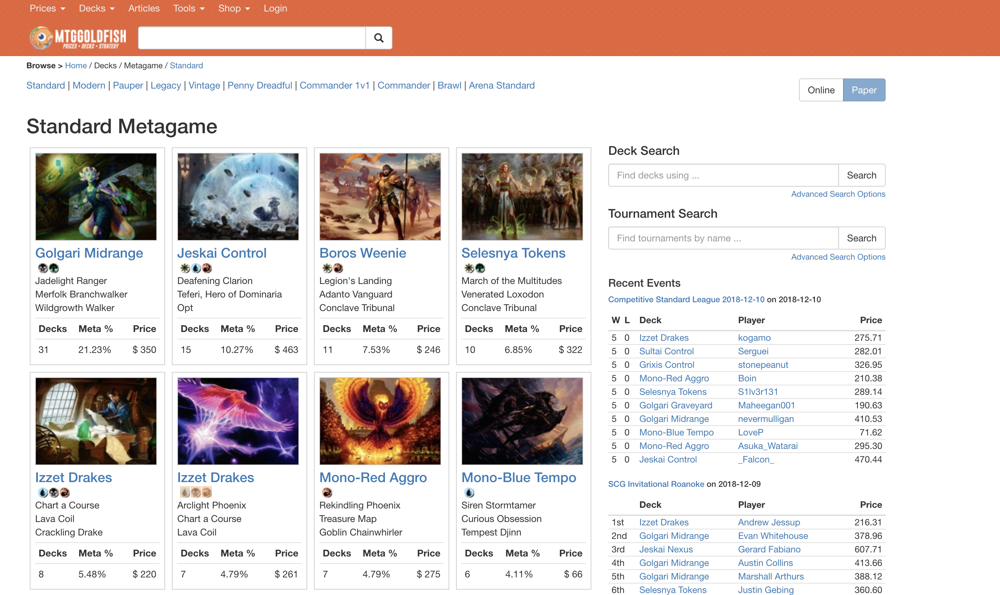 Prices Decks Articles Tools Shop Login
MTGGOLDFISH
PRICES • DECKS • STRATEGY
Browse > Home / Decks / Metagame / Standard
Standard | Modern | Pauper | Legacy | Vintage | Penny Dreadful | Commander 1v1 | Commander | Brawl | Arena Standard
Online Paper
Standard Metagame
Golgari Midrange
Jadelight Ranger
Merfolk Branchwalker
Wildgrowth Walker
Decks Meta % Price
31 21.23% $ 350
Jeskai Control
Deafening Clarion
Teferi, Hero of Dominaria
Opt
Decks Meta % Price
15 10.27% $ 463
Boros Weenie
Legion's Landing
Adanto Vanguard
Conclave Tribunal
Decks Meta % Price
11 7.53% $ 246
Selesnya Tokens
March of the Multitudes
Venerated Loxodon
Conclave Tribunal
Decks Meta % Price
10 6.85% $ 322
Izzet Drakes
Chart a Course
Lava Coil
Crackling Drake
Decks Meta % Price
8 5.48% $ 220
Izzet Drakes
Arclight Phoenix
Chart a Course
Lava Coil
Decks Meta % Price
7 4.79% $ 261
Mono-Red Aggro
Rekindling Phoenix
Treasure Map
Goblin Chainwhirler
Decks Meta % Price
7 4.79% $ 275
Mono-Blue Tempo
Siren Stormtamer
Curious Obsession
Tempest Djinn
Decks Meta % Price
6 4.11% $ 66
Deck Search
Find decks using ... Search
Advanced Search Options
Tournament Search
Find tournaments by name ... Search
Advanced Search Options
Recent Events
Competitive Standard League 2018-12-10 on 2018-12-10
W L Deck Player Price
5 0 Izzet Drakes kogamo 275.71
5 0 Sultai Control Serguei 282.01
5 0 Grixis Control stonepeanut 326.95
5 0 Mono-Red Aggro Boin 210.38
5 0 Selesnya Tokens S1lv3r131 289.14
5 0 Golgari Graveyard Maheegan001 190.63
5 0 Golgari Midrange nevermulligan 410.53
5 0 Mono-Blue Tempo LoveP 71.62
5 0 Mono-Red Aggro Asuka_Watarai 295.30
5 0 Jeskai Control _Falcon_ 470.44
SCG Invitational Roanoke on 2018-12-09
Deck Player Price
1st Izzet Drakes Andrew Jessup 216.31
2nd Golgari Midrange Evan Whitehouse 378.96
3rd Jeskai Nexus Gerard Fabiano 607.71
4th Golgari Midrange Austin Collins 413.66
5th Golgari Midrange Marshall Arthurs 388.12
6th Selesnya Tokens Justin Gebing 360.60